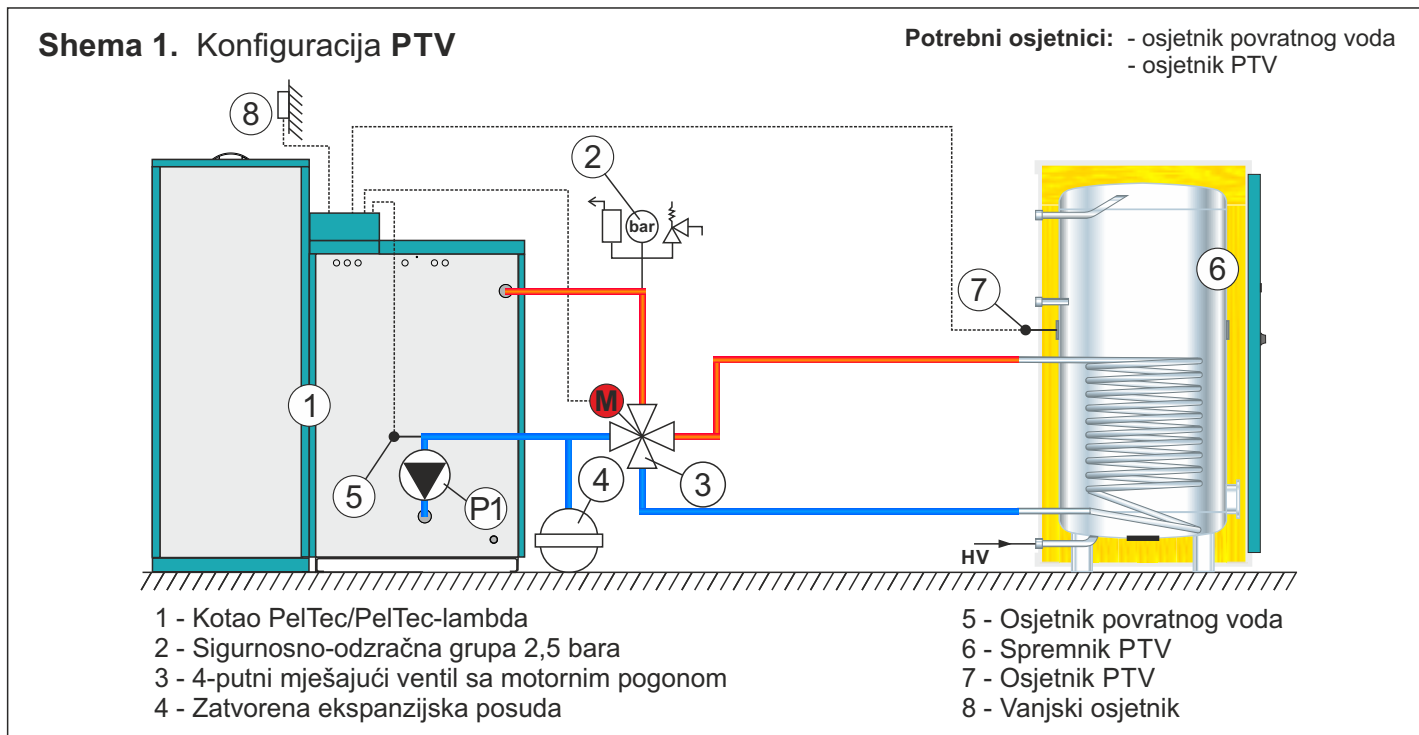 Shema 1. Konfiguracija PTV
Potrebni osjetnici: - osjetnik povratnog voda
- osjetnik PTV
8
2
bar
6
7
1
M
5
P1
4
3
HV
1 - Kotao PelTec/PelTec-lambda
2 - Sigurnosno-odzračna grupa 2,5 bara
3 - 4-putni mješajući ventil sa motornim pogonom
4 - Zatvorena ekspanzijska posuda
5 - Osjetnik povratnog voda
6 - Spremnik PTV
7 - Osjetnik PTV
8 - Vanjski osjetnik